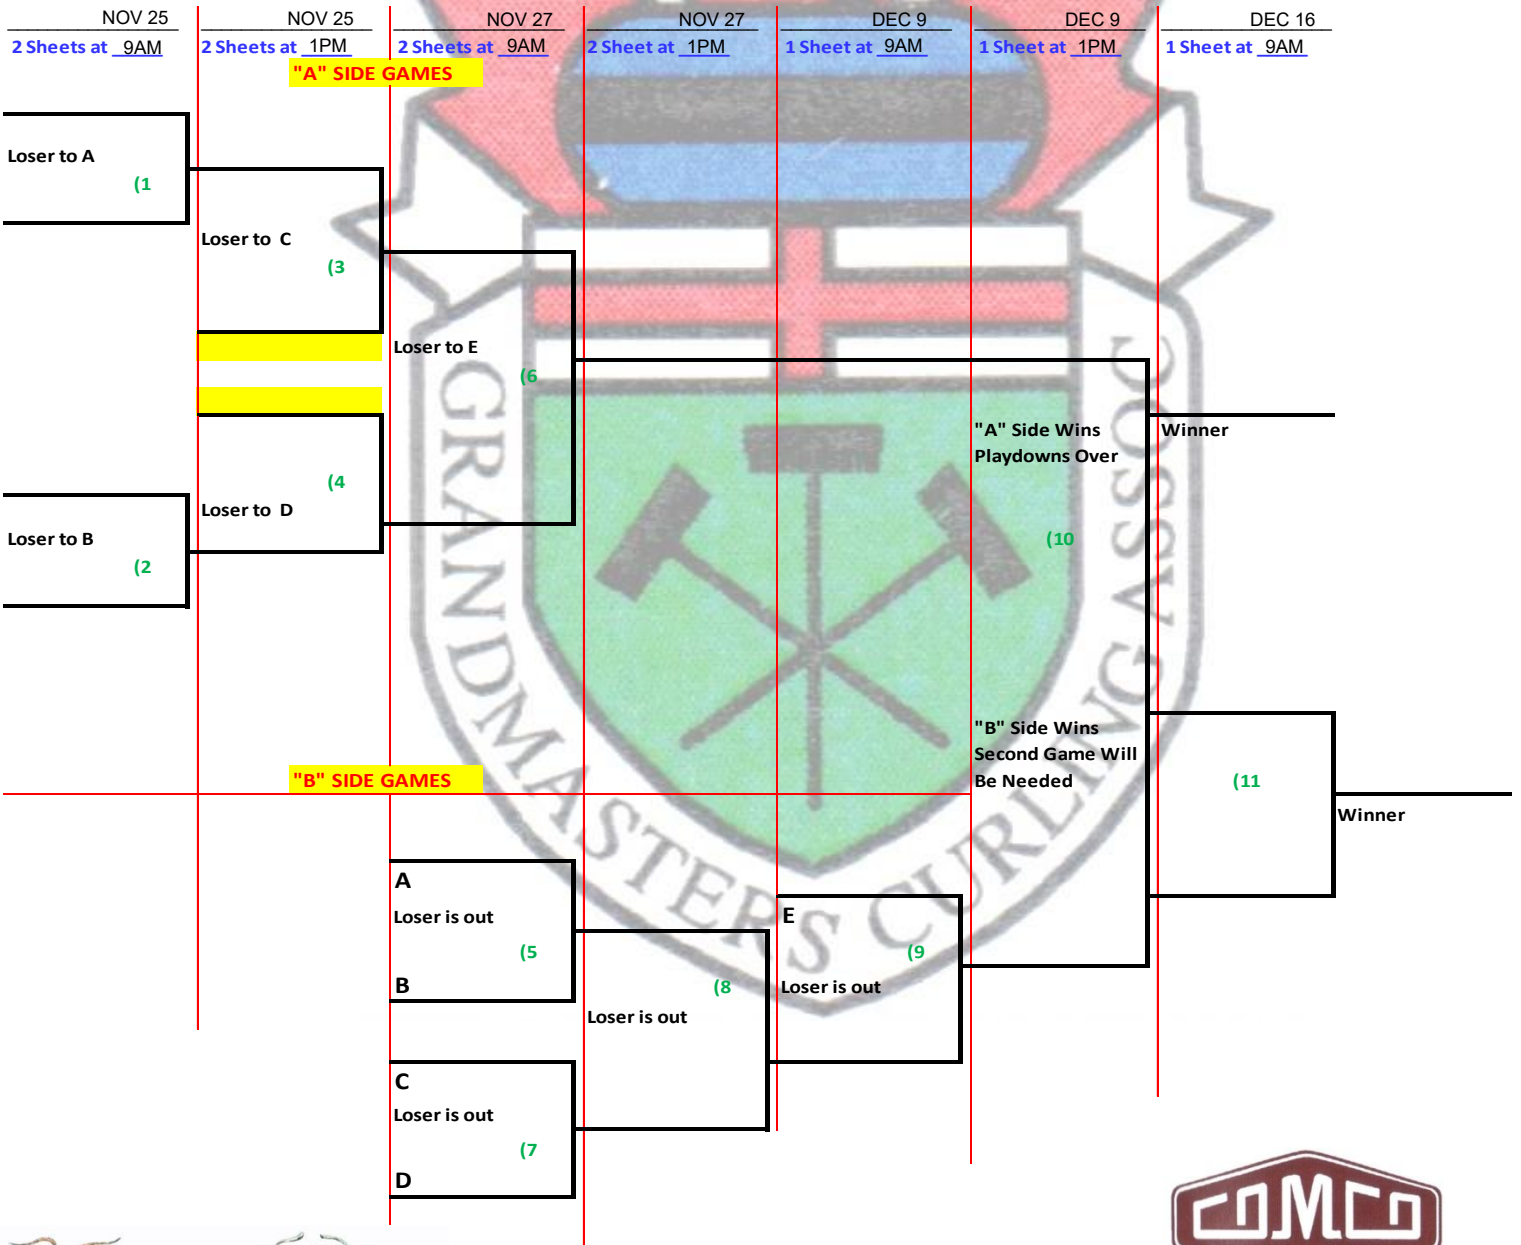 NOV 25 NOV 25 NOV 27 NOV 27 DEC 9 DEC 9 DEC 16
2 Sheets at 9AM 2 Sheets at 1PM 2 Sheets at 9AM 2 Sheet at 1PM 1 Sheet at 9AM 1 Sheet at 1PM 1 Sheet at 9AM
"A" SIDE GAMES
Loser to A
(1
Loser to C
(3
Loser to E
(6
"A" Side Wins
Playdowns Over
Winner
(4
Loser to D
Loser to B
(2
(10
"B" Side Wins
Second Game Will
Be Needed
"B" SIDE GAMES
(11
Winner
A
Loser is out
(5
B
E
(9
Loser is out
(8
Loser is out
C
Loser is out
(7
D
GRANDMASTERS CURLING ASSOC
COMCO